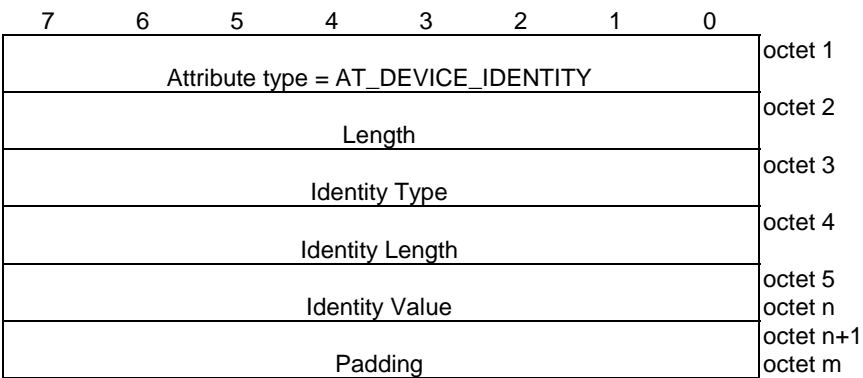 7 6 5 4 3 2 1 0
octet 1
Attribute type = AT_DEVICE_IDENTITY
octet 2
Length
octet 3
Identity Type
octet 4
Identity Length
octet 5
Identity Value octet n
octet n+1
Padding octet m